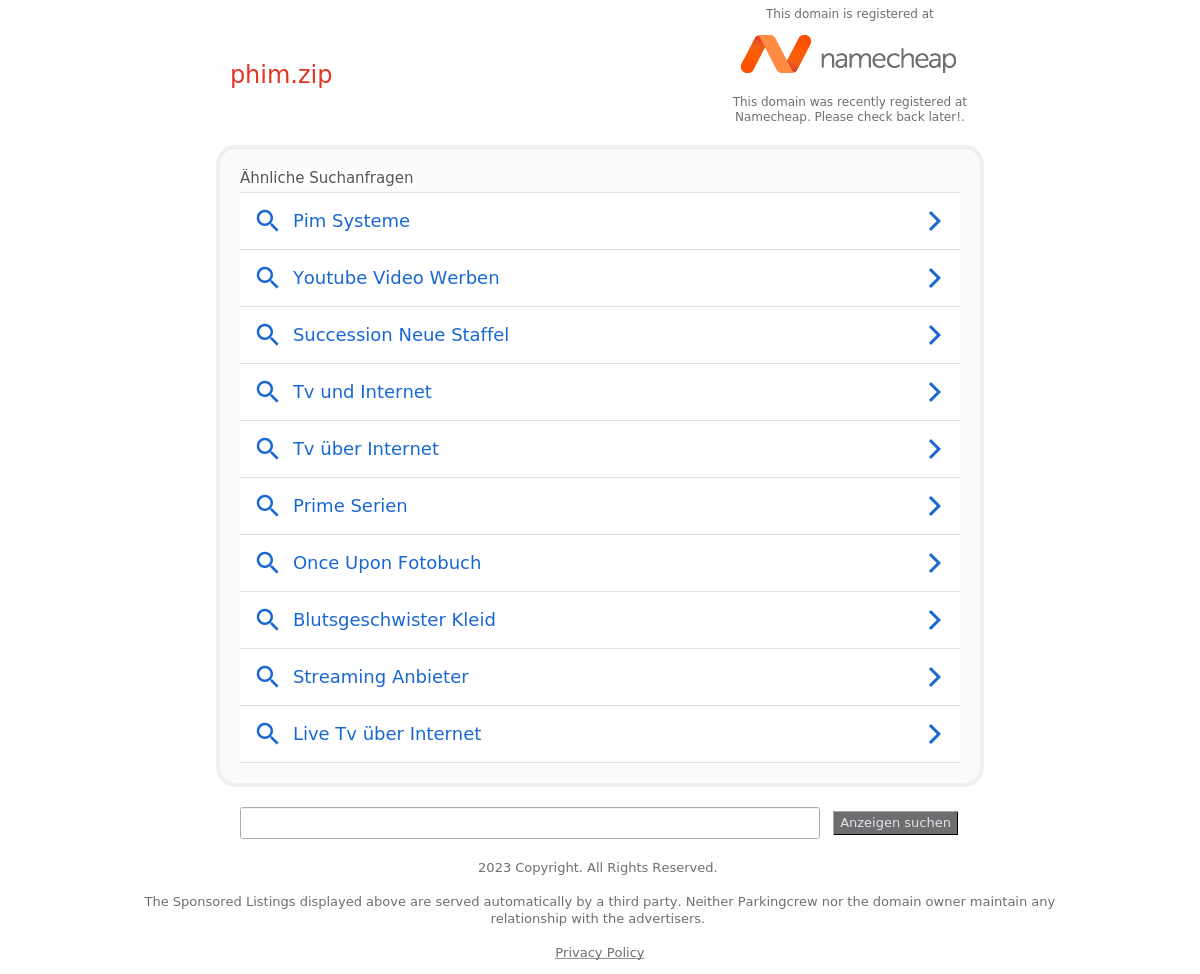 This domain is registered at
namecheap
phim.zip
This domain was recently registered at
Namecheap. Please check back later!.
Ähnliche Suchanfragen
Pim Systeme
Youtube Video Werben
Succession Neue Staffel
Tv und Internet
Tv über Internet
Prime Serien
Once Upon Fotobuch
Blutsgeschwister Kleid
Streaming Anbieter
Live Tv über Internet
Anzeigen suchen
2023 Copyright. All Rights Reserved.
The Sponsored Listings displayed above are served automatically by a third party. Neither Parkingcrew nor the domain owner maintain any
relationship with the advertisers.
Privacy Policy